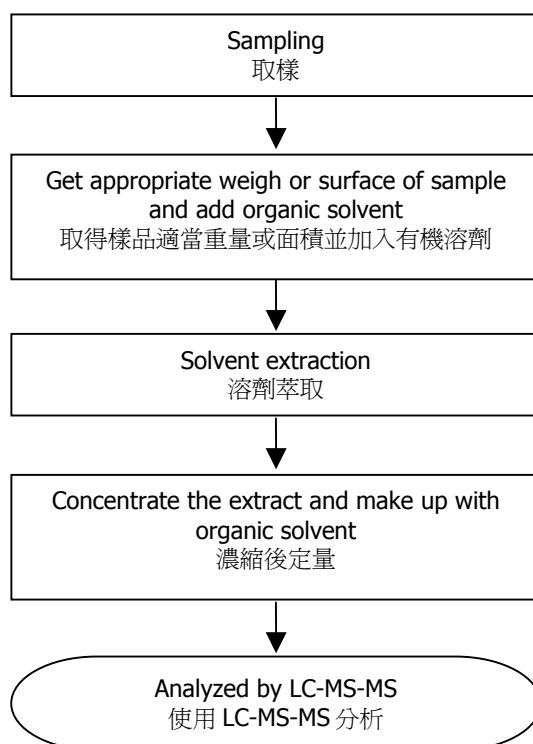 Sampling
取樣
Get appropriate weigh or surface of sample
and add organic solvent
取得樣品適當重量或面積並加入有機溶劑
Solvent extraction
溶劑萃取
Concentrate the extract and make up with
organic solvent
濃縮後定量
Analyzed by LC-MS-MS
使用 LC-MS-MS 分析